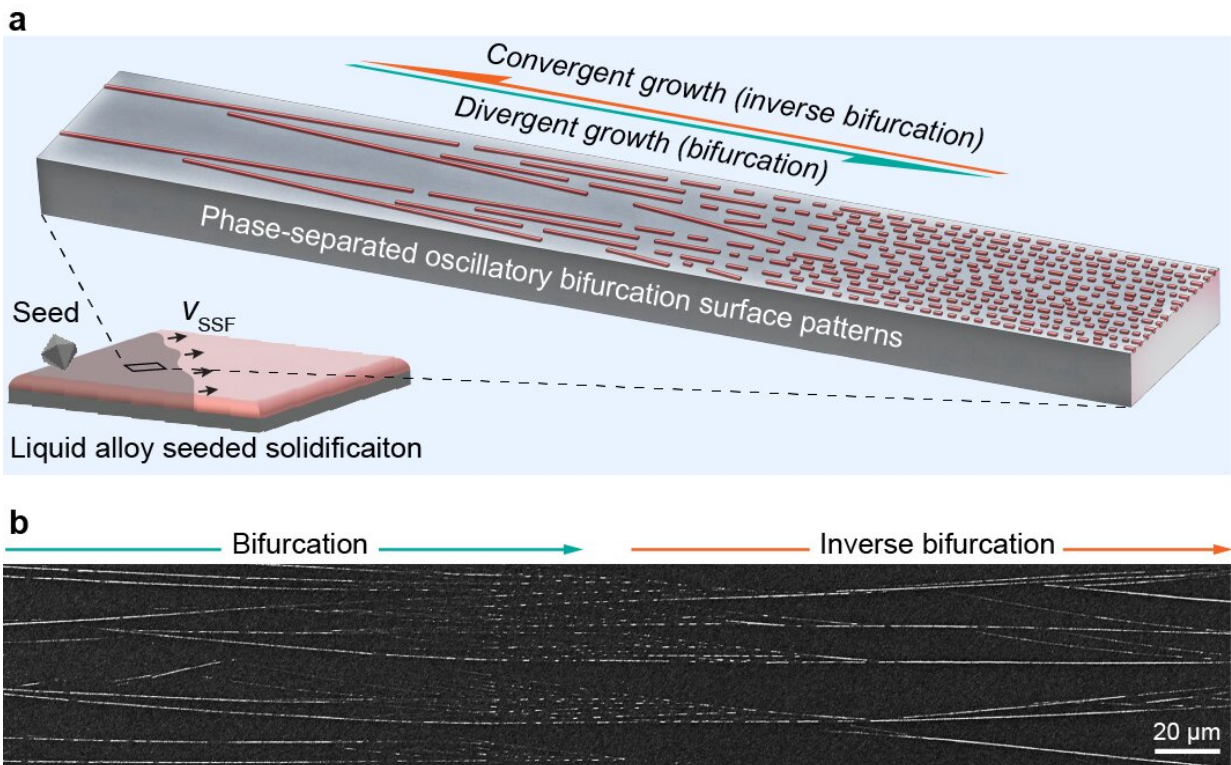 a
Convergent growth (inverse bifurcation)
Divergent growth (bifurcation)
Phase-separated oscillatory bifurcation surface patterns
Seed
VSSF
Liquid alloy seeded solidificaiton
b
Bifurcation
Inverse bifurcation
20 µm